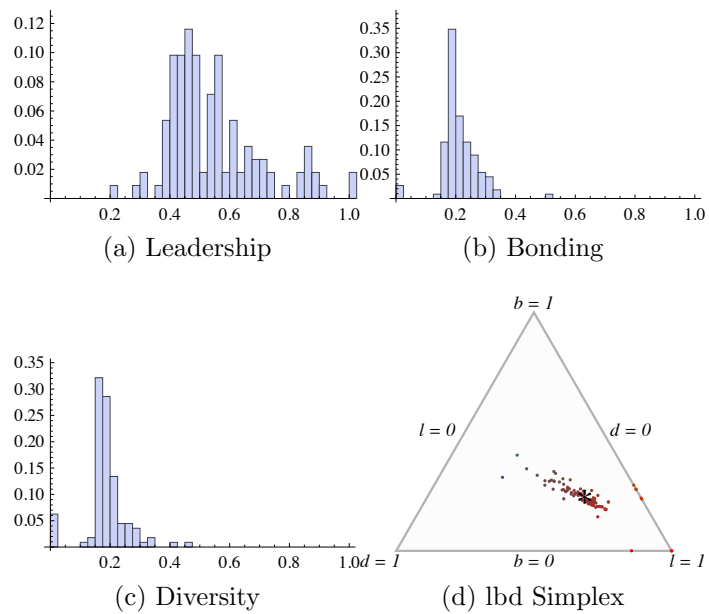 0.12
0.10
0.08
0.06
0.04
0.02
0.2 0.4 0.6 0.8 1.0
(a) Leadership
0.35
0.30
0.25
0.20
0.15
0.10
0.05
0.2 0.4 0.6 0.8 1.0
(b) Bonding
0.35
0.30
0.25
0.20
0.15
0.10
0.05
0.2 0.4 0.6 0.8 1.0
(c) Diversity
b = 1
l = 0 d = 0
d = 1 b = 0 l = 1
(d) lbd Simplex